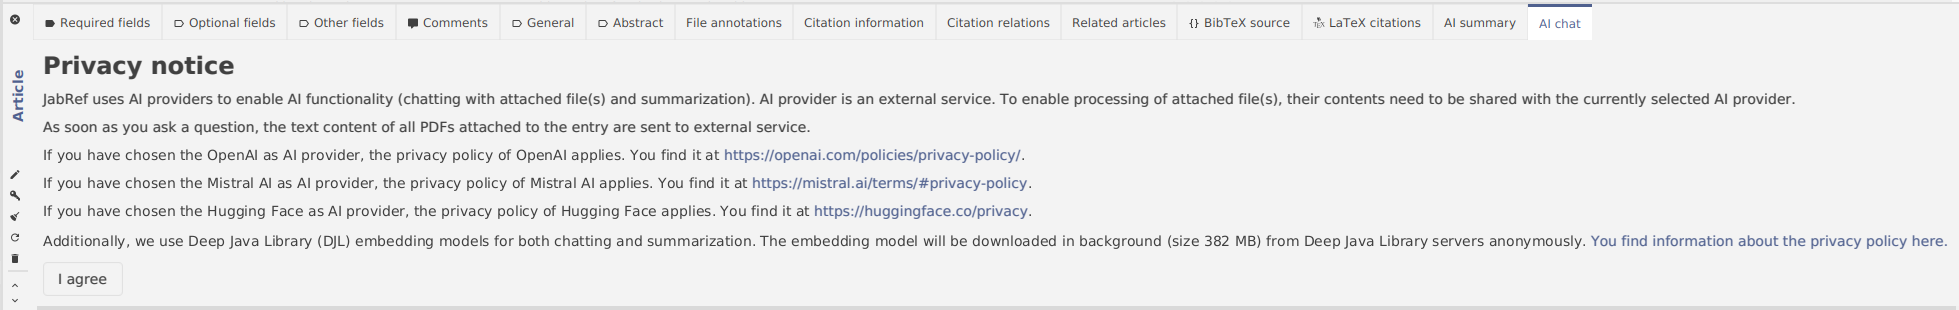 Required fields Optional fields Other fields Comments General Abstract File annotations Citation information Citation relations Related articles {} BibTeX source LaTeX citations AI summary AI chat
Article
Privacy notice
JabRef uses AI providers to enable AI functionality (chatting with attached file(s) and summarization). AI provider is an external service. To enable processing of attached file(s), their contents need to be shared with the currently selected AI provider.
As soon as you ask a question, the text content of all PDFs attached to the entry are sent to external service.
If you have chosen the OpenAI as AI provider, the privacy policy of OpenAI applies. You find it at https://openai.com/policies/privacy-policy/.
If you have chosen the Mistral AI as AI provider, the privacy policy of Mistral AI applies. You find it at https://mistral.ai/terms/#privacy-policy.
If you have chosen the Hugging Face as AI provider, the privacy policy of Hugging Face applies. You find it at https://huggingface.co/privacy.
Additionally, we use Deep Java Library (DJL) embedding models for both chatting and summarization. The embedding model will be downloaded in background (size 382 MB) from Deep Java Library servers anonymously. You find information about the privacy policy here.
I agree